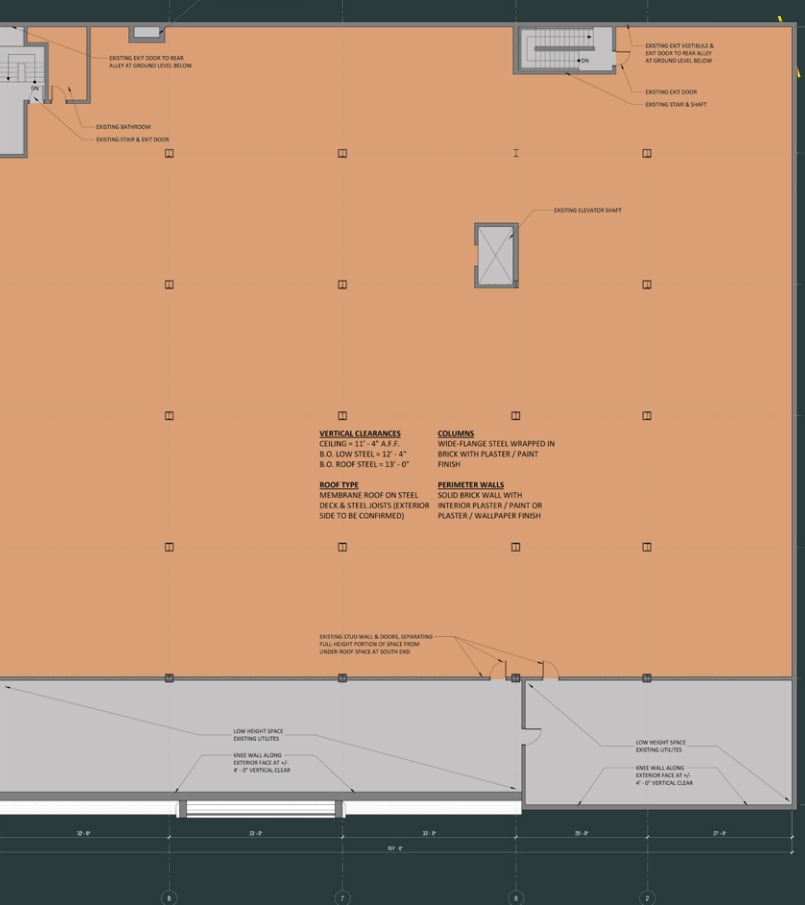 EXISTING EXIT DOOR TO REAR
ALLEY AT GROUND LEVEL BELOW
EXISTING EXIT VESTIBULE &
EXIT DOOR TO REAR ALLEY
AT GROUND LEVEL BELOW
DN
DN
EXISTING EXIT DOOR
EXISTING STAIR & SHAFT
EXISTING BATHROOM
EXISTING STAIR & EXIT DOOR
EXISTING ELEVATOR SHAFT
VERTICAL CLEARANCES
CEILING = 11' - 4" A.F.F.
B.O. LOW STEEL = 12' - 4"
B.O. ROOF STEEL = 13' - 0"
COLUMNS
WIDE-FLANGE STEEL WRAPPED IN
BRICK WITH PLASTER / PAINT
FINISH
ROOF TYPE
MEMBRANE ROOF ON STEEL
DECK & STEEL JOISTS (EXTERIOR
SIDE TO BE CONFIRMED)
PERIMETER WALLS
SOLID BRICK WALL WITH
INTERIOR PLASTER / PAINT OR
PLASTER / WALLPAPER FINISH
EXISTING STUD WALL & DOORS, SEPARATING
FULL-HEIGHT PORTION OF SPACE FROM
UNDER ROOF SPACE AT SOUTH END
LOW HEIGHT SPACE
EXISTING UTILITES
KNEE WALL ALONG
EXTERIOR FACE AT +/-
4' - 0" VERTICAL CLEAR
LOW HEIGHT SPACE
EXISTING UTILITES
KNEE WALL ALONG
EXTERIOR FACE AT +/-
4' - 0" VERTICAL CLEAR
7
2